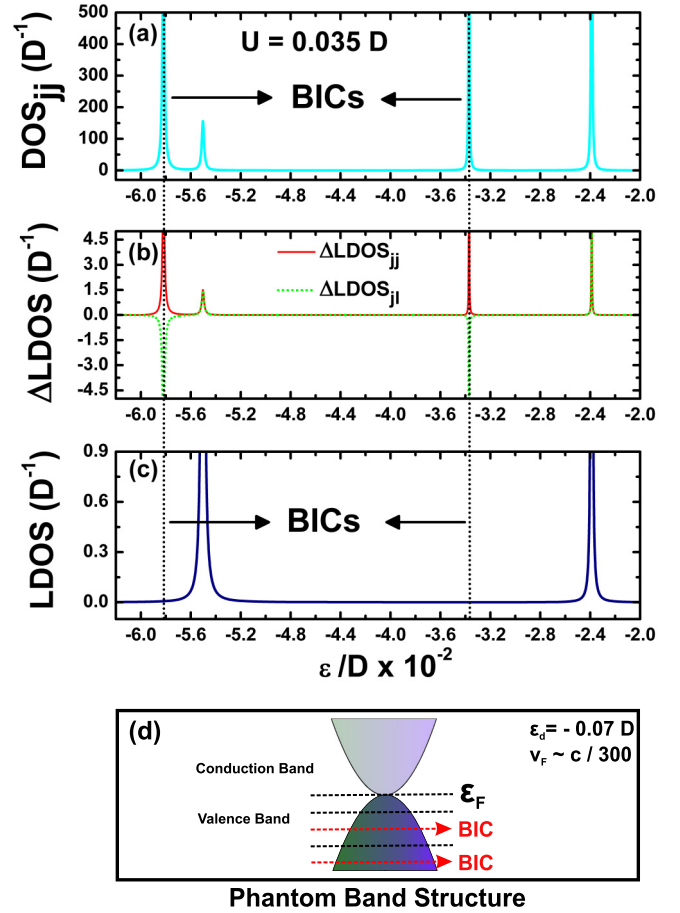 (a)
U = 0.035 D
BICs
DOSjj (D-1)
500
400
300
200
100
0
-6.0 -5.6 -5.2 -4.8 -4.4 -4.0 -3.6 -3.2 -2.8 -2.4 -2.0
(b)
ΔLDOSjj
ΔLDOSjl
ΔLDOS (D-1)
4.5
3.0
1.5
0.0
-1.5
-3.0
-4.5
-6.0 -5.6 -5.2 -4.8 -4.4 -4.0 -3.6 -3.2 -2.8 -2.4 -2.0
(c)
BICs
LDOS (D-1)
0.9
0.6
0.3
0.0
-6.0 -5.6 -5.2 -4.8 -4.4 -4.0 -3.6 -3.2 -2.8 -2.4 -2.0
ε/D x 10-2
(d)
εd= - 0.07 D
vF ~ c / 300
Conduction Band
εF
Valence Band
BIC
BIC
Phantom Band Structure